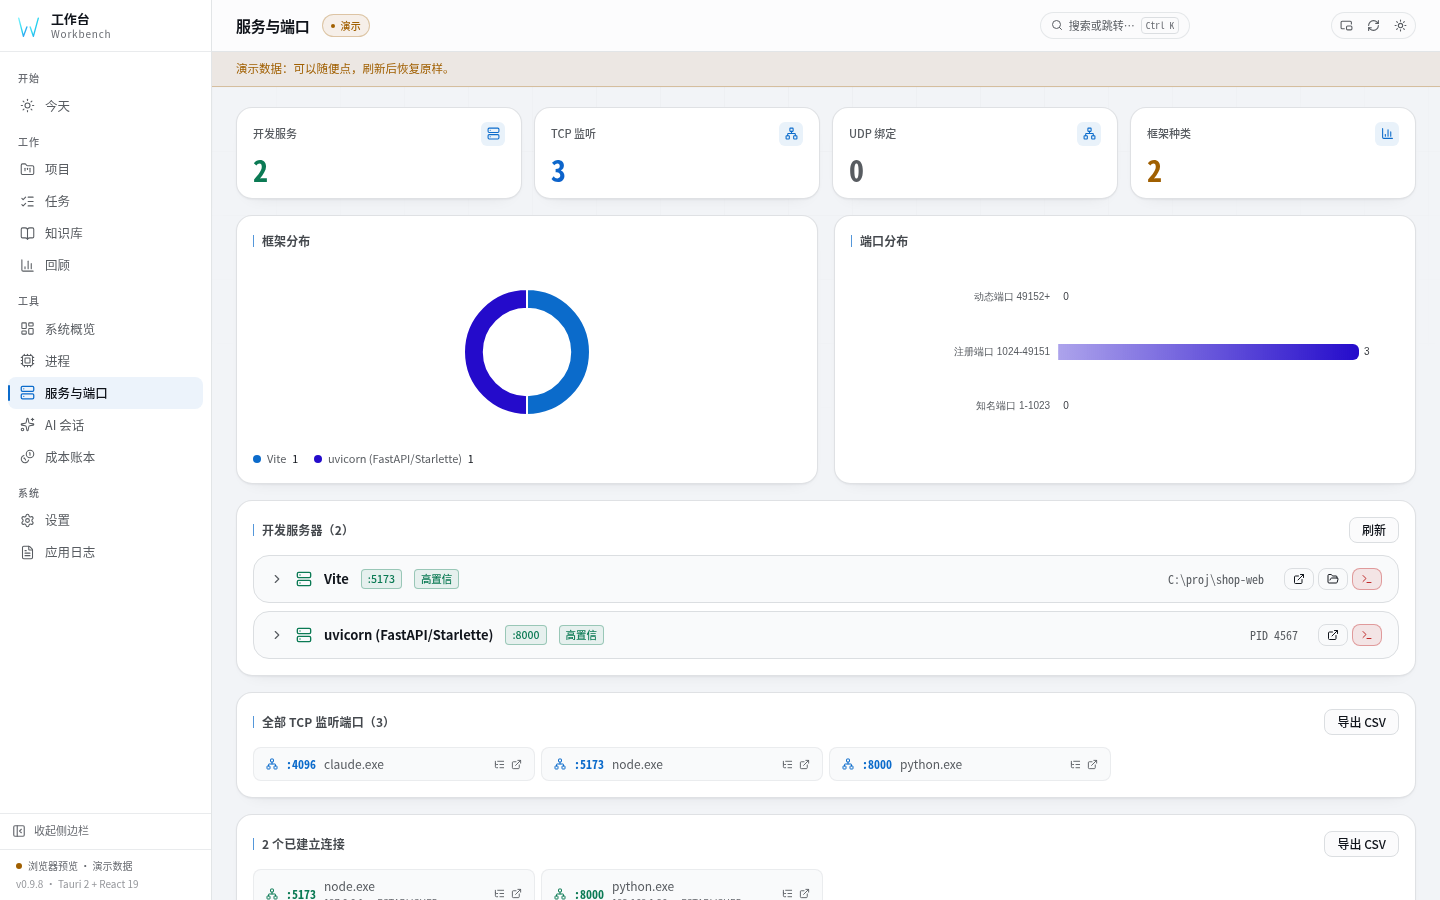 工作台
Workbench
开始
今天
工作
项目
任务
知识库
回顾
工具
系统概览
进程
服务与端口
AI 会话
成本账本
系统
设置
应用日志
收起侧边栏
浏览器预览 · 演示数据
v0.9.8 · Tauri 2 + React 19
服务与端口
演示
搜索或跳转… Ctrl K
演示数据：可以随便点，刷新后恢复原样。
开发服务
2
TCP 监听
3
UDP 绑定
0
框架种类
2
框架分布
Vite 1
uvicorn (FastAPI/Starlette) 1
端口分布
动态端口 49152+ 0
注册端口 1024-49151 3
知名端口 1-1023 0
开发服务器（2）
刷新
Vite :5173 高置信 C:\proj\shop-web
uvicorn (FastAPI/Starlette) :8000 高置信 PID 4567
全部 TCP 监听端口（3）
导出 CSV
:4096 claude.exe
:5173 node.exe
:8000 python.exe
2 个已建立连接
导出 CSV
:5173 node.exe
:8000 python.exe